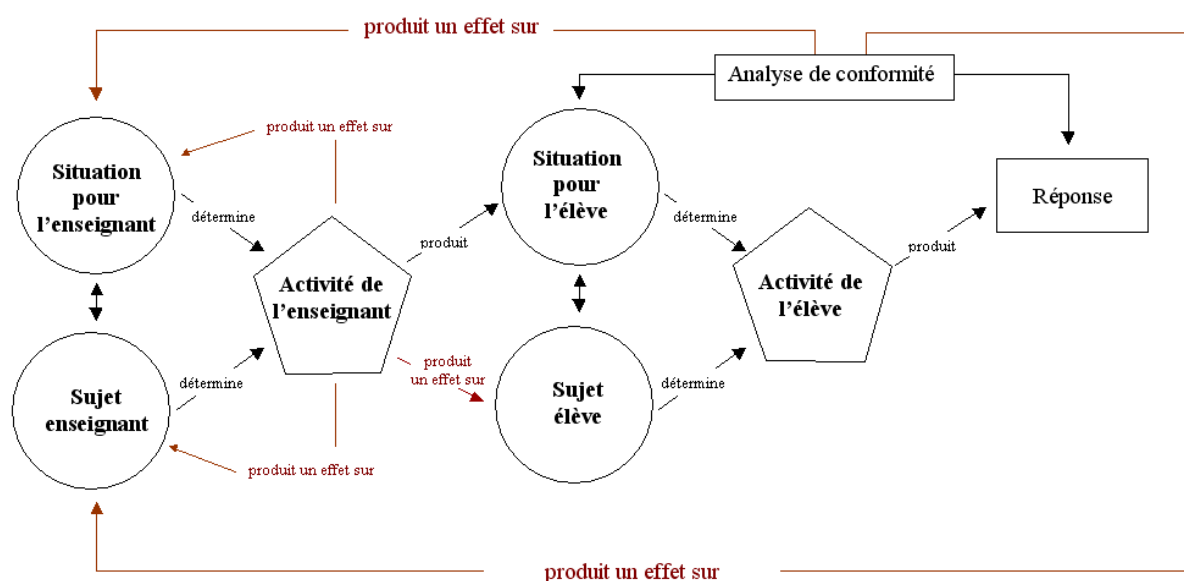 produit un effet sur
Analyse de conformité
produit un effet sur
Situation
pour
l'enseignant
Situation
pour
l'élève
Réponse
détermine
détermine
produit
produit
Activité de
l'enseignant
Activité de
l'élève
produit
un effet sur
détermine
détermine
Sujet
enseignant
Sujet
élève
produit un effet sur
produit un effet sur